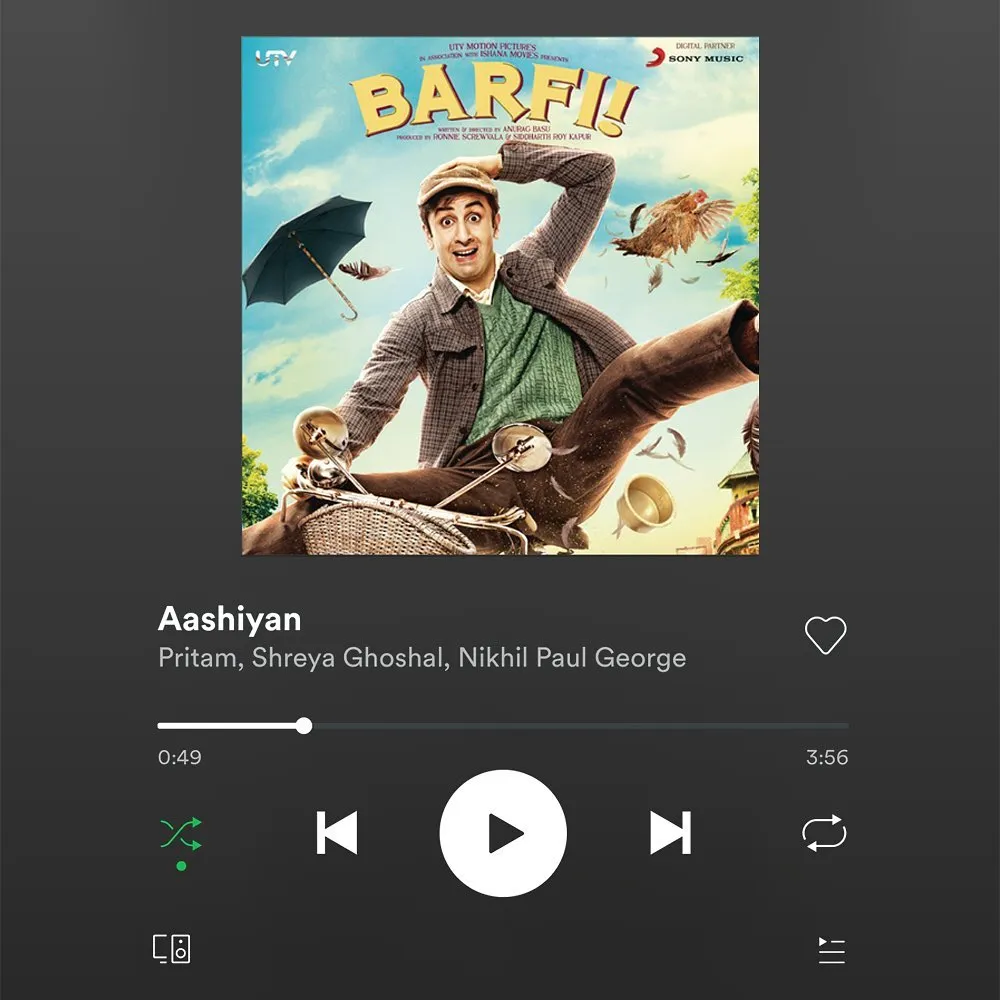 UTV
UTV MOTION PICTURES
IN ASSOCIATION WITH ISHANA MOVIES PRESENTS
DIGITAL PARTNER
SONY MUSIC
BARFI!
WRITTEN & DIRECTED BY ANURAG BASU
PRODUCED BY RONNIE SCREWVALA & SIDDHARTH ROY KAPUR
Aashiyan
Pritam, Shreya Ghoshal, Nikhil Paul George
0:49
3:56